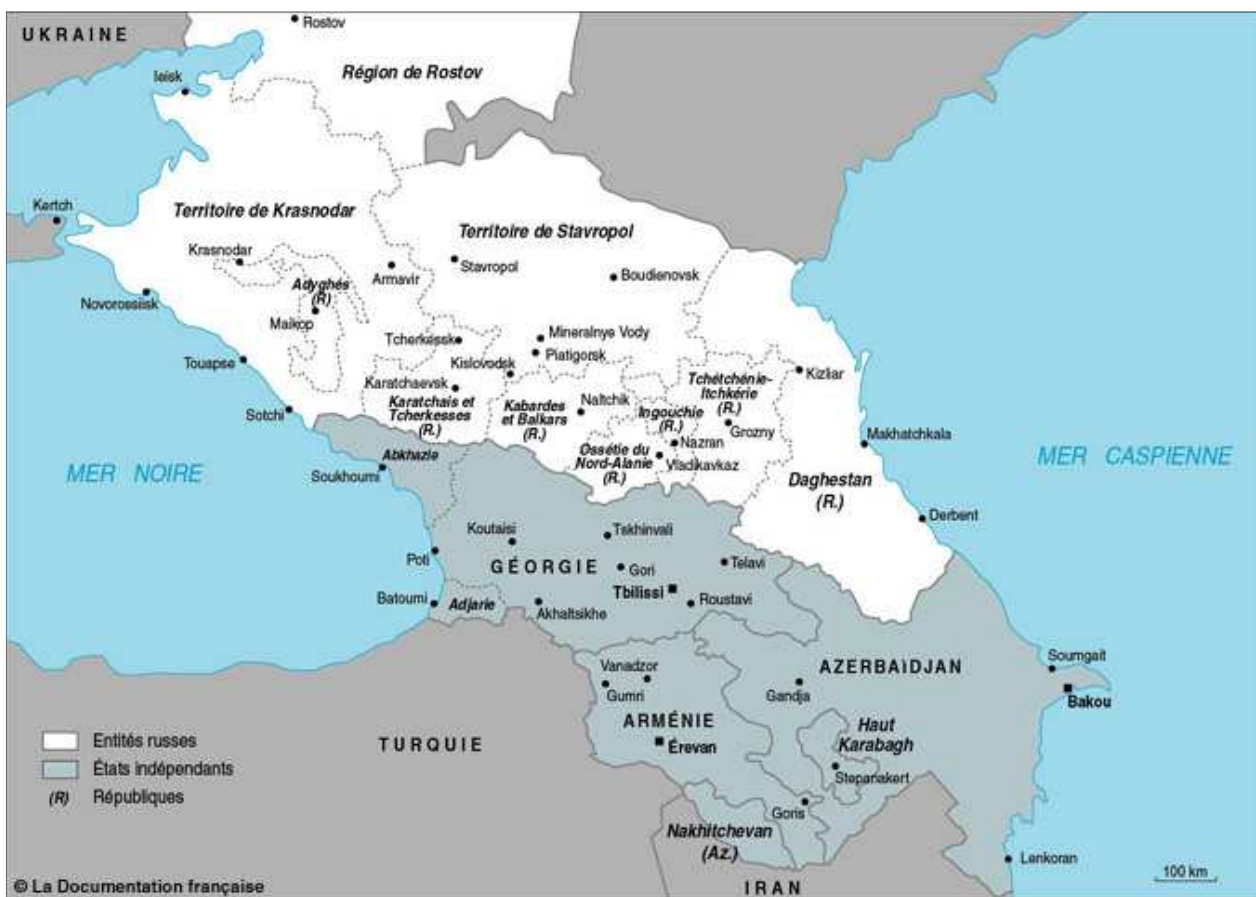 UKRAINE
Rostov
Région de Rostov
Ieisk
Kertch
Territoire de Krasnodar
Krasnodar
Territoire de Stavropol
Stavropol
Armavir
Boudienovsk
Novorossiisk
Adyghés
(R)
Maikop
Touapse
Tcherkessk
Mineralnye Vody
Piatigorsk
Kislovodsk
Karatchaevsk
Karatchais et
Tcherkesses
(R.)
Sotchi
Kabardes
et Balkars
(R.)
Naltchik
Ingouchie
(R.)
Tchétchénie-
Itchkérie
(R.)
Kizliar
Grozny
Nazran
Makhatchkala
Ossétie du
Nord-Alanie
(R.)
Vladikavkaz
Daghestan
(R.)
Derbent
MER NOIRE
MER CASPIENNE
Abkhazie
Soukhoumi
Koutaisi
Tskhinvali
Poti
GÉORGIE
Gori
Telavi
Tbilissi
Batoumi
Adjarie
Akhaltsikhe
Roustavi
AZERBAÏDJAN
Soumgait
Bakou
Vanadzor
Gumri
Gandja
ARMÉNIE
Érevan
Haut
Karabagh
Stepanakert
TURQUIE
Goris
Nakhitchevan
(Az.)
Lenkoran
IRAN
Entités russes
États indépendants
(R) Républiques
100 km
© La Documentation française